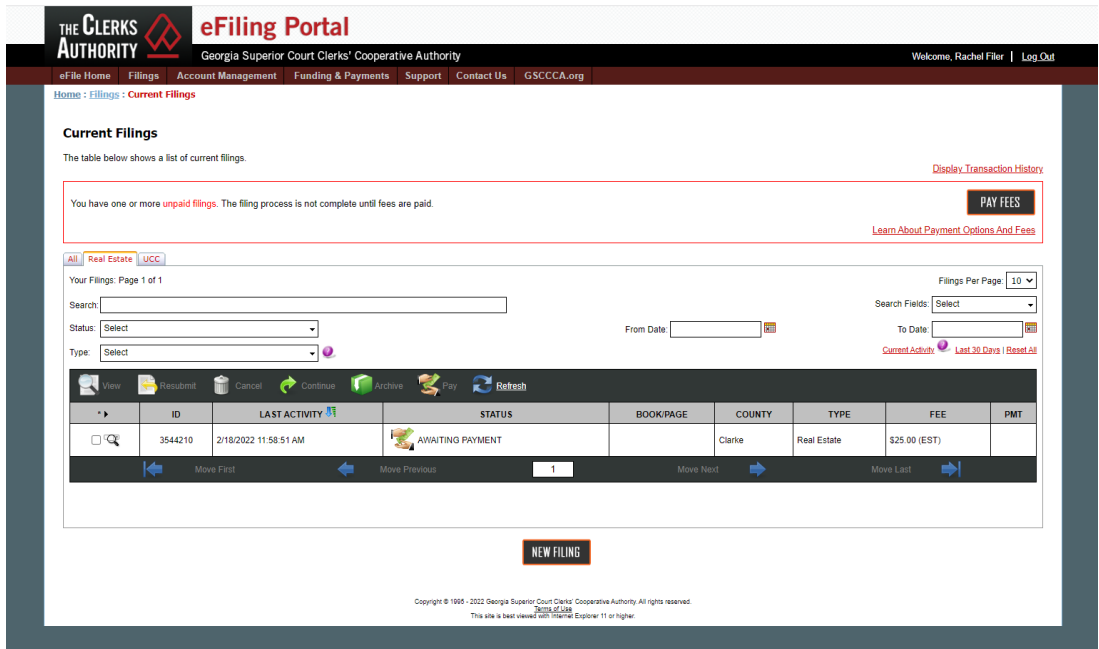 THE CLERKS AUTHORITY
eFiling Portal
Georgia Superior Court Clerks' Cooperative Authority
Welcome, Rachel Filer | Log Out
eFile Home Filings Account Management Funding & Payments Support Contact Us GSCCCA.org
Home : Filings : Current Filings
Current Filings
The table below shows a list of current filings.
Display Transaction History
You have one or more unpaid filings. The filing process is not complete until fees are paid.
PAY FEES
Learn About Payment Options And Fees
All Real Estate UCC
Your Filings: Page 1 of 1
Filings Per Page: 10
Search:
Search Fields: Select
Status: Select
From Date:
To Date:
Type: Select
Current Activity Last 30 Days | Reset All
View Resubmit Cancel Continue Archive Pay Refresh
* ID LAST ACTIVITY STATUS BOOK/PAGE COUNTY TYPE FEE PMT
3544210 2/18/2022 11:58:51 AM AWAITING PAYMENT Clarke Real Estate $25.00 (EST)
Move First Move Previous 1 Move Next Move Last
NEW FILING
Copyright © 1995 - 2022 Georgia Superior Court Clerks' Cooperative Authority. All rights reserved.
Terms of Use
This site is best viewed with Internet Explorer 11 or higher.